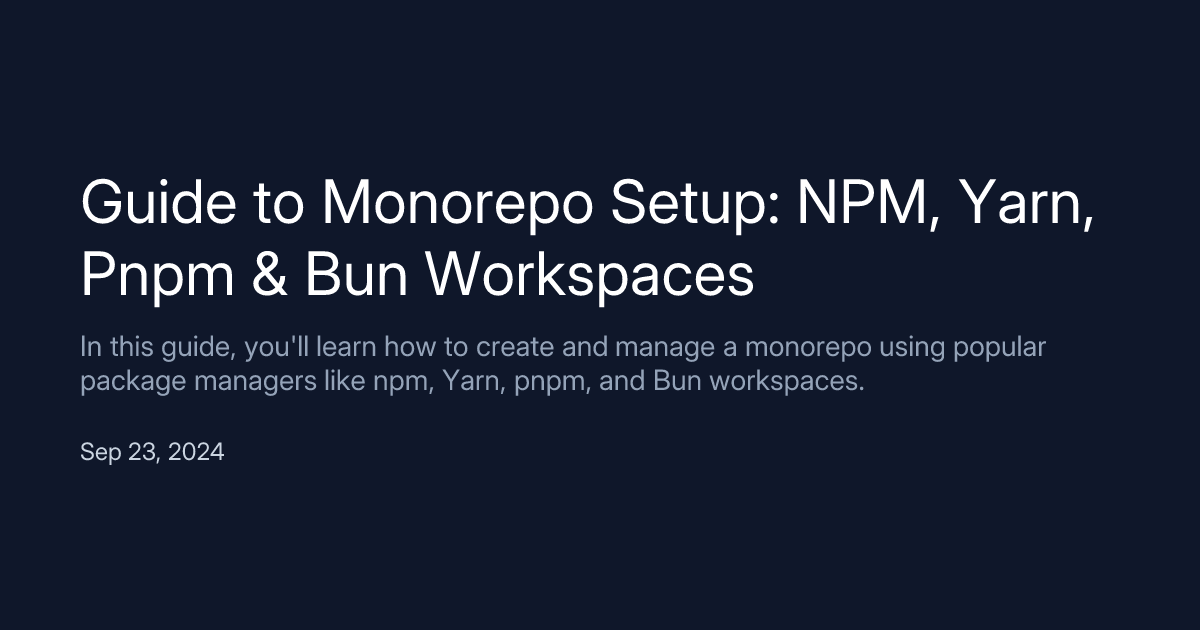 Guide to Monorepo Setup: NPM, Yarn,
Pnpm & Bun Workspaces
In this guide, you'll learn how to create and manage a monorepo using popular
package managers like npm, Yarn, pnpm, and Bun workspaces.
Sep 23, 2024